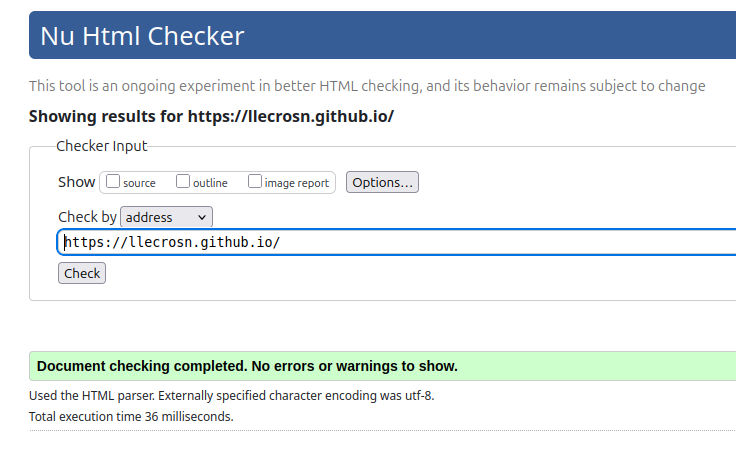 Nu Html Checker
This tool is an ongoing experiment in better HTML checking, and its behavior remains subject to change
Showing results for https://llecrosn.github.io/
Checker Input
Show source outline image report Options...
Check by address
https://llecrosn.github.io/
Check
Document checking completed. No errors or warnings to show.
Used the HTML parser. Externally specified character encoding was utf-8.
Total execution time 36 milliseconds.